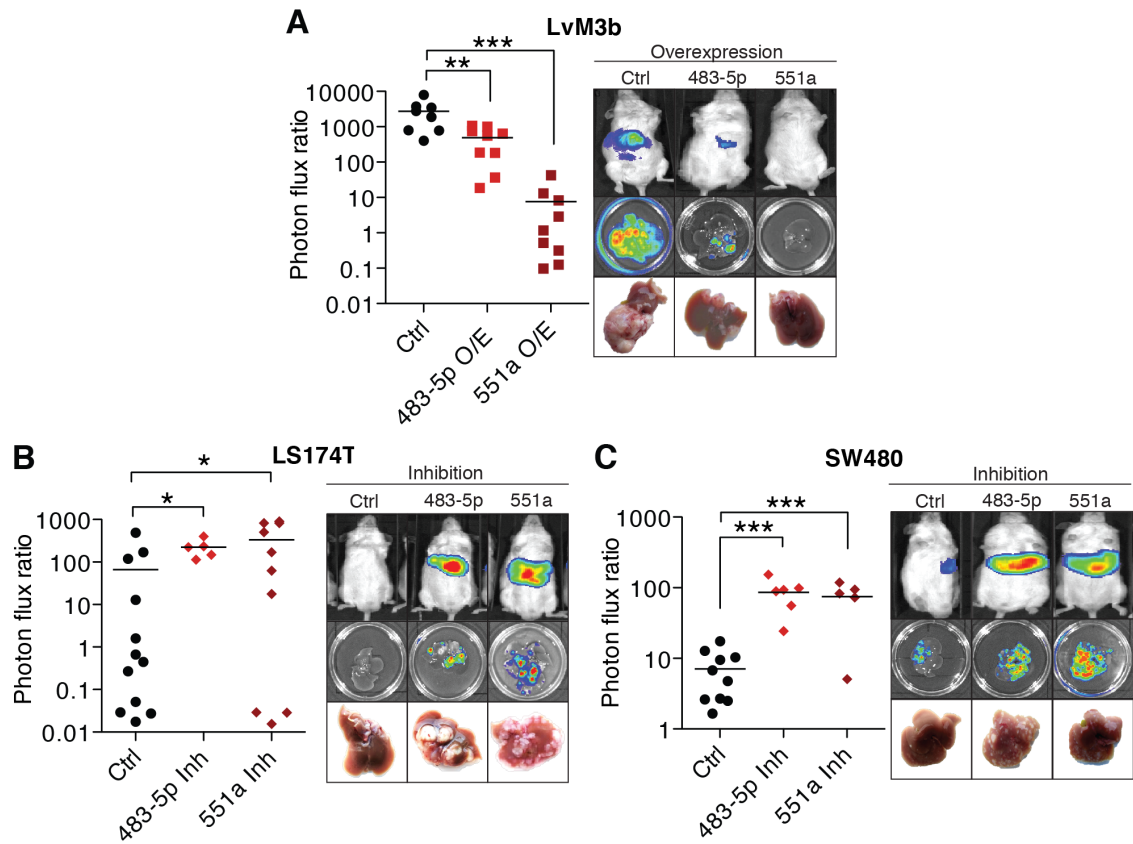 A
LvM3b
***
**
Photon flux ratio
10000
1000
100
10
1
0.1
0.01
Ctrl
483-5p O/E
551a O/E
Overexpression
Ctrl 483-5p 551a
B
LS174T
*
*
Photon flux ratio
1000
100
10
1
0.1
0.01
Ctrl
483-5p Inh
551a Inh
Inhibition
Ctrl 483-5p 551a
C
SW480
***
***
Photon flux ratio
1000
100
10
1
Ctrl
483-5p Inh
551a Inh
Inhibition
Ctrl 483-5p 551a